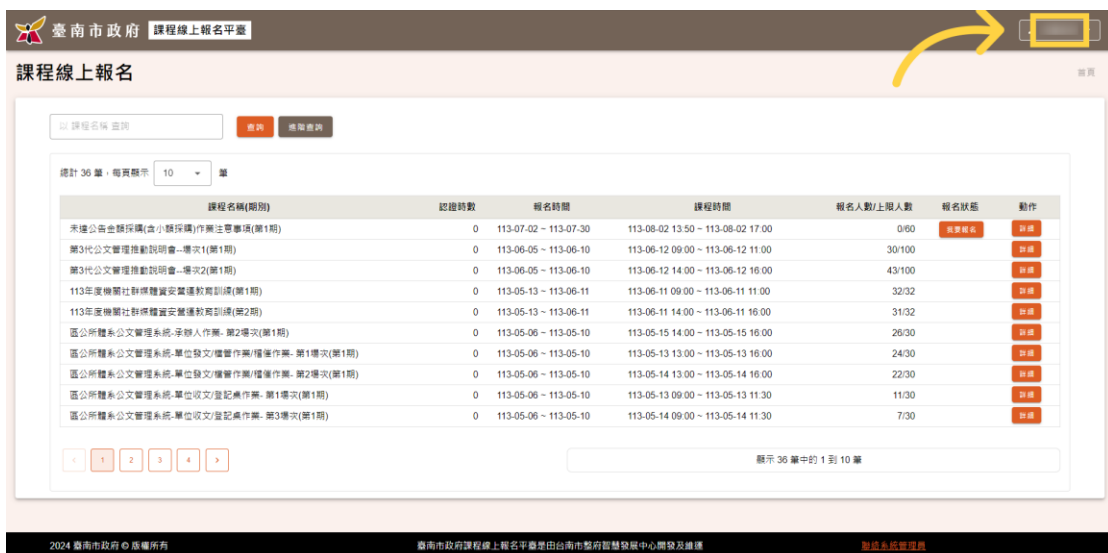 臺南市政府 課程線上報名平臺
課程線上報名
首頁
以 課程名稱 查詢 查詢 進階查詢
總計 36 筆，每頁顯示 10 筆
課程名稱(期別) 認證時數 報名時間 課程時間 報名人數/上限人數 報名狀態 動作
未達公告金額採購(含小額採購)作業注意事項(第1期) 0 113-07-02 ~ 113-07-30 113-08-02 13:50 ~ 113-08-02 17:00 0/60 我要報名 詳細
第3代公文管理推動說明會--場次1(第1期) 0 113-06-05 ~ 113-06-10 113-06-12 09:00 ~ 113-06-12 11:00 30/100 詳細
第3代公文管理推動說明會--場次2(第1期) 0 113-06-05 ~ 113-06-10 113-06-12 14:00 ~ 113-06-12 16:00 43/100 詳細
113年度機關社群媒體資安營運教育訓練(第1期) 0 113-05-13 ~ 113-06-11 113-06-11 09:00 ~ 113-06-11 11:00 32/32 詳細
113年度機關社群媒體資安營運教育訓練(第2期) 0 113-05-13 ~ 113-06-11 113-06-11 14:00 ~ 113-06-11 16:00 31/32 詳細
區公所體系公文管理系統-承辦人作業- 第2場次(第1期) 0 113-05-06 ~ 113-05-10 113-05-15 14:00 ~ 113-05-15 16:00 26/30 詳細
區公所體系公文管理系統-單位發文/檔管作業/稽催作業- 第1場次(第1期) 0 113-05-06 ~ 113-05-10 113-05-13 13:00 ~ 113-05-13 16:00 24/30 詳細
區公所體系公文管理系統-單位發文/檔管作業/稽催作業- 第2場次(第1期) 0 113-05-06 ~ 113-05-10 113-05-14 13:00 ~ 113-05-14 16:00 22/30 詳細
區公所體系公文管理系統-單位收文/登記桌作業- 第1場次(第1期) 0 113-05-06 ~ 113-05-10 113-05-13 09:00 ~ 113-05-13 11:30 11/30 詳細
區公所體系公文管理系統-單位收文/登記桌作業- 第3場次(第1期) 0 113-05-06 ~ 113-05-10 113-05-14 09:00 ~ 113-05-14 11:30 7/30 詳細
< 1 2 3 4 > 顯示 36 筆中的 1 到 10 筆
2024 臺南市政府 © 版權所有 臺南市政府課程線上報名平臺是由台南市政府智慧發展中心開發及維運 聯絡系統管理員